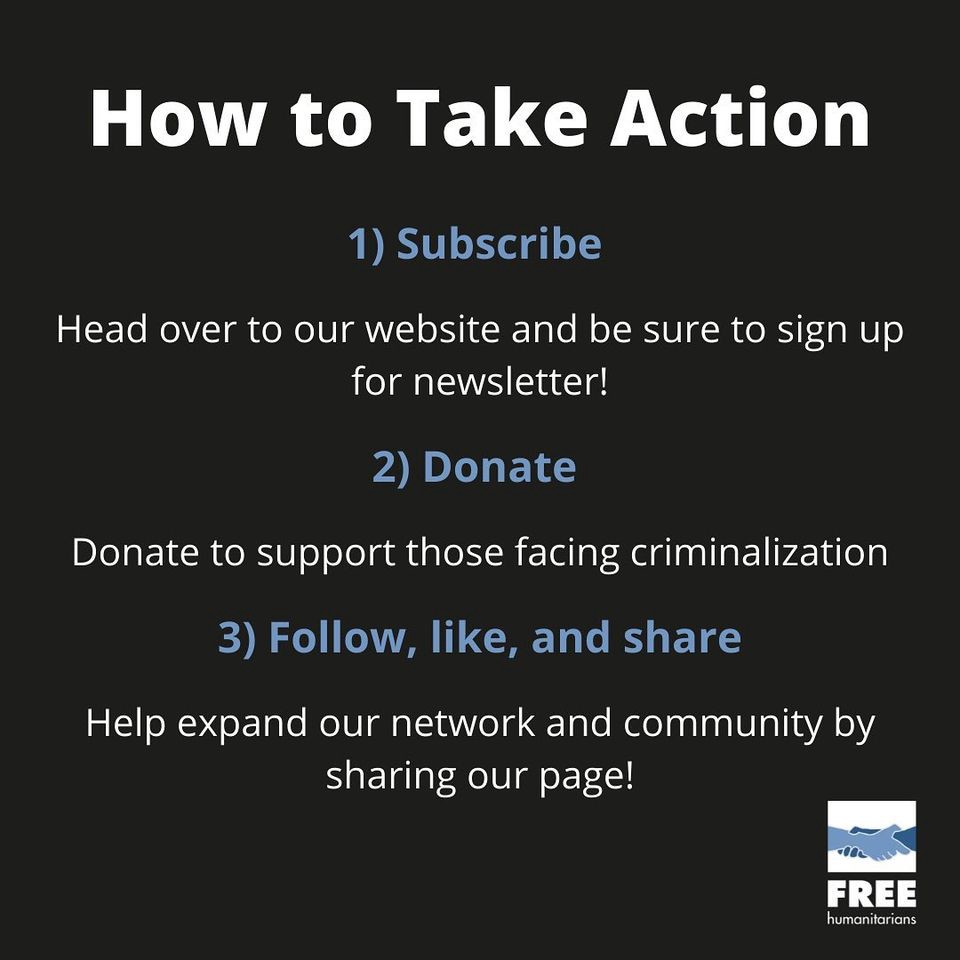 How to Take Action
1) Subscribe
Head over to our website and be sure to sign up
for newsletter!
2) Donate
Donate to support those facing criminalization
3) Follow, like, and share
Help expand our network and community by
sharing our page!
FREE
humanitarians